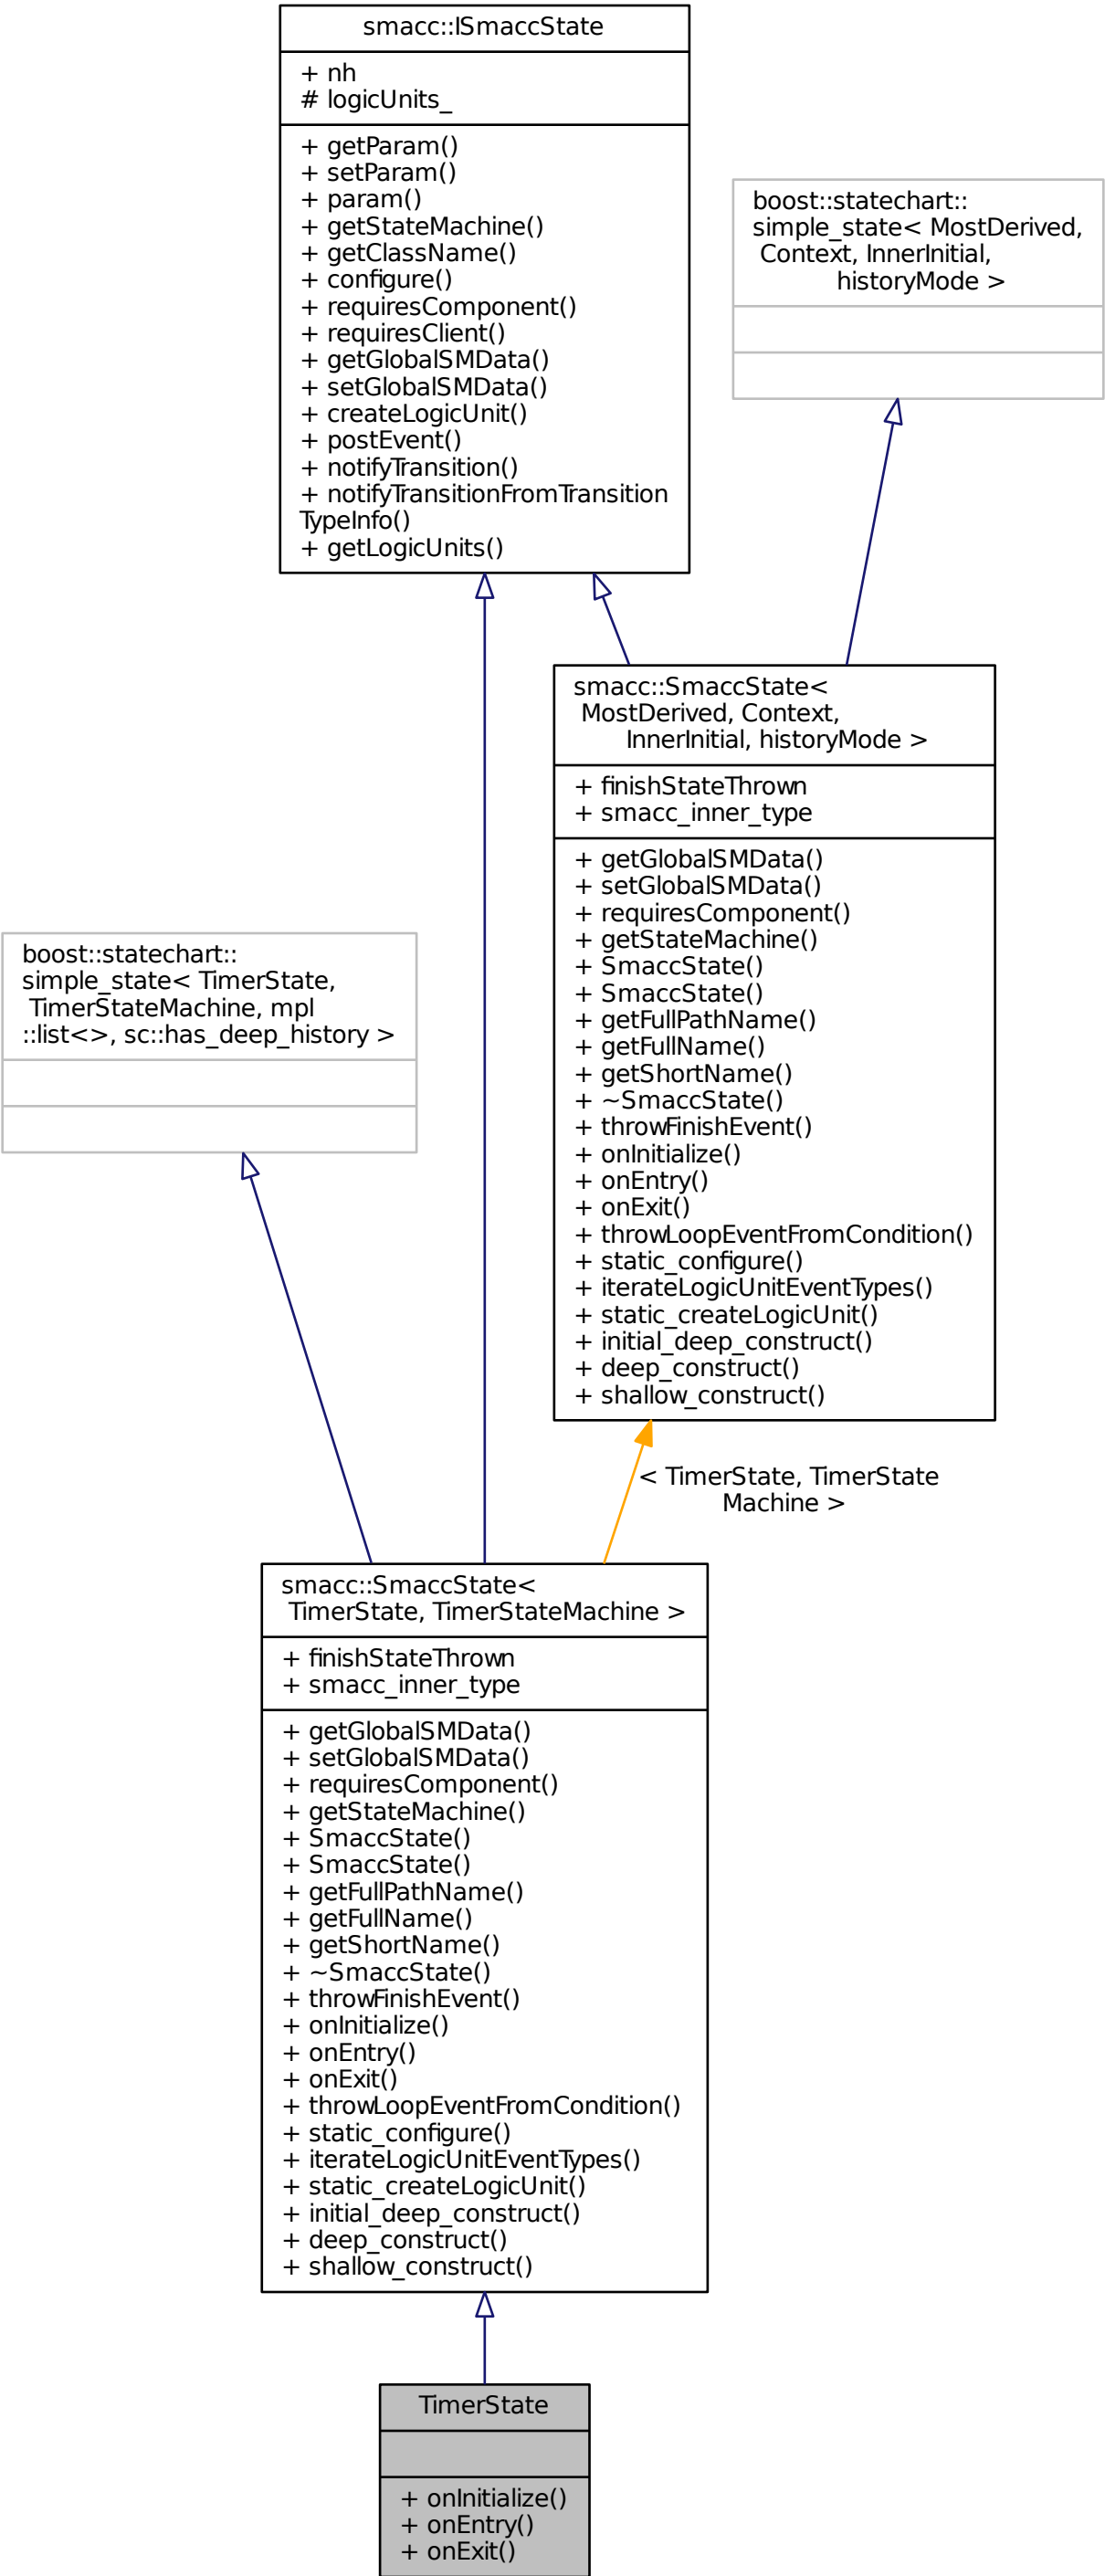 smacc::ISmaccState
+ nh
# logicUnits_
+ getParam()
+ setParam()
+ param()
+ getStateMachine()
+ getClassName()
+ configure()
+ requiresComponent()
+ requiresClient()
+ getGlobalSMData()
+ setGlobalSMData()
+ createLogicUnit()
+ postEvent()
+ notifyTransition()
+ notifyTransitionFromTransition
TypeInfo()
+ getLogicUnits()
boost::statechart::
simple_state< MostDerived,
Context, InnerInitial,
historyMode >
smacc::SmaccState<
MostDerived, Context,
InnerInitial, historyMode >
+ finishStateThrown
+ smacc_inner_type
+ getGlobalSMData()
+ setGlobalSMData()
+ requiresComponent()
+ getStateMachine()
+ SmaccState()
+ SmaccState()
+ getFullPathName()
+ getFullName()
+ getShortName()
+ ~SmaccState()
+ throwFinishEvent()
+ onInitialize()
+ onEntry()
+ onExit()
+ throwLoopEventFromCondition()
+ static_configure()
+ iterateLogicUnitEventTypes()
+ static_createLogicUnit()
+ initial_deep_construct()
+ deep_construct()
+ shallow_construct()
boost::statechart::
simple_state< TimerState,
TimerStateMachine, mpl
::list<>, sc::has_deep_history >
< TimerState, TimerState
Machine >
smacc::SmaccState<
TimerState, TimerStateMachine >
+ finishStateThrown
+ smacc_inner_type
+ getGlobalSMData()
+ setGlobalSMData()
+ requiresComponent()
+ getStateMachine()
+ SmaccState()
+ SmaccState()
+ getFullPathName()
+ getFullName()
+ getShortName()
+ ~SmaccState()
+ throwFinishEvent()
+ onInitialize()
+ onEntry()
+ onExit()
+ throwLoopEventFromCondition()
+ static_configure()
+ iterateLogicUnitEventTypes()
+ static_createLogicUnit()
+ initial_deep_construct()
+ deep_construct()
+ shallow_construct()
TimerState
+ onInitialize()
+ onEntry()
+ onExit()